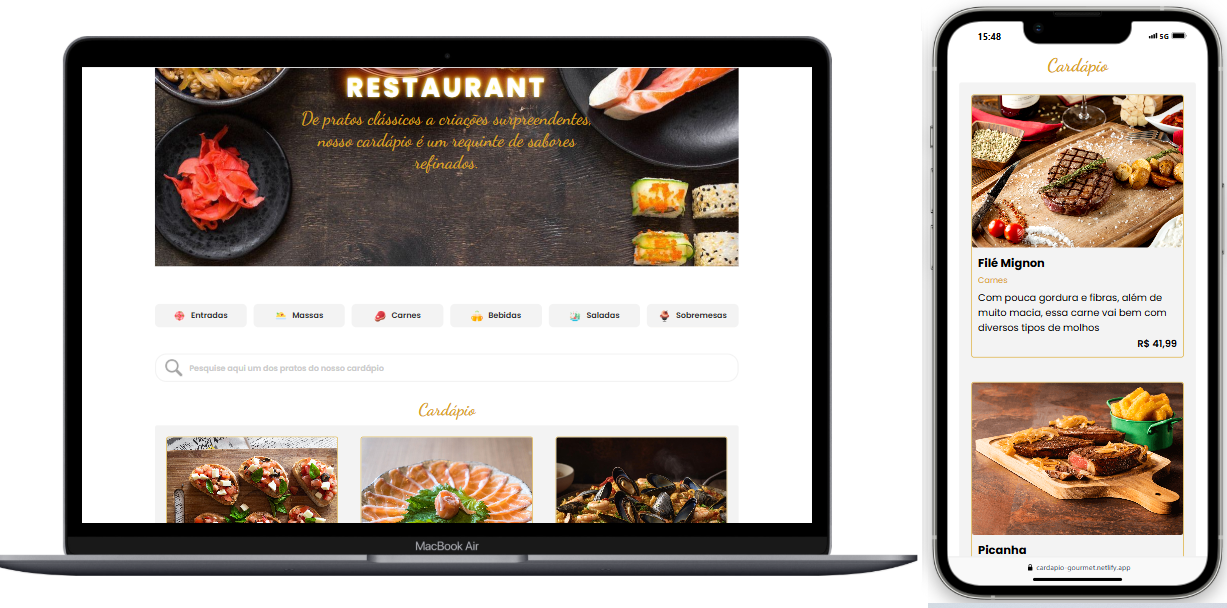 RESTAURANT
De pratos clássicos a criações surpreendentes,
nosso cardápio é um requinte de sabores
refinados.
Entradas
Massas
Carnes
Bebidas
Saladas
Sobremesas
Pesquise aqui um dos pratos do nosso cardápio
Cardápio
MacBook Air
15:48
5G
Cardápio
Filé Mignon
Carnes
Com pouca gordura e fibras, além de
muito macia, essa carne vai bem com
diversos tipos de molhos
R$ 41,99
Picanha
cardapio-gourmet.netlify.app